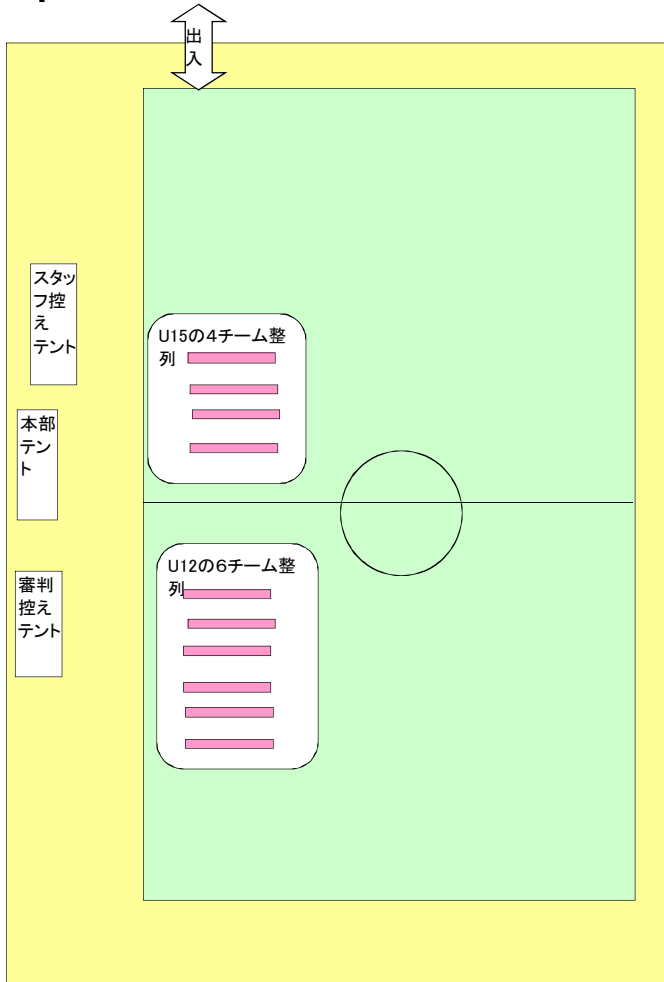 出
入
スタッ
フ控
え
テント
U15の4チーム整
列
本部
テン
ト
U12の6チーム整
列
審判
控え
テント